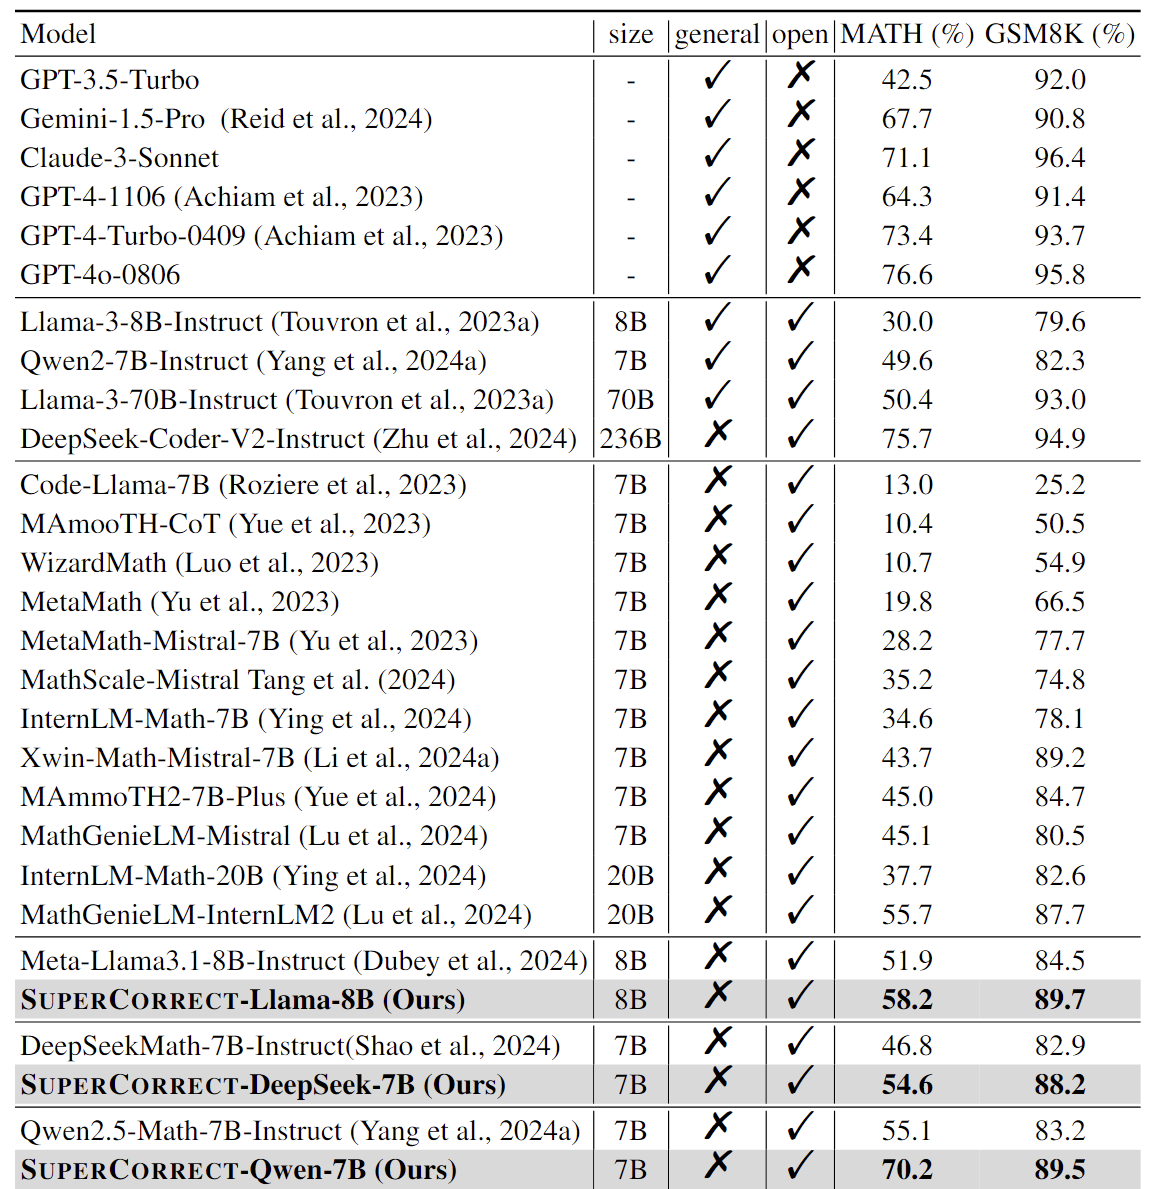 Model size general open MATH (%) GSM8K (%)
GPT-3.5-Turbo - ✓ ✗ 42.5 92.0
Gemini-1.5-Pro (Reid et al., 2024) - ✓ ✗ 67.7 90.8
Claude-3-Sonnet - ✓ ✗ 71.1 96.4
GPT-4-1106 (Achiam et al., 2023) - ✓ ✗ 64.3 91.4
GPT-4-Turbo-0409 (Achiam et al., 2023) - ✓ ✗ 73.4 93.7
GPT-4o-0806 - ✓ ✗ 76.6 95.8
Llama-3-8B-Instruct (Touvron et al., 2023a) 8B ✓ ✓ 30.0 79.6
Qwen2-7B-Instruct (Yang et al., 2024a) 7B ✓ ✓ 49.6 82.3
Llama-3-70B-Instruct (Touvron et al., 2023a) 70B ✓ ✓ 50.4 93.0
DeepSeek-Coder-V2-Instruct (Zhu et al., 2024) 236B ✗ ✓ 75.7 94.9
Code-Llama-7B (Roziere et al., 2023) 7B ✗ ✓ 13.0 25.2
MAmooTH-CoT (Yue et al., 2023) 7B ✗ ✓ 10.4 50.5
WizardMath (Luo et al., 2023) 7B ✗ ✓ 10.7 54.9
MetaMath (Yu et al., 2023) 7B ✗ ✓ 19.8 66.5
MetaMath-Mistral-7B (Yu et al., 2023) 7B ✗ ✓ 28.2 77.7
MathScale-Mistral Tang et al. (2024) 7B ✗ ✓ 35.2 74.8
InternLM-Math-7B (Ying et al., 2024) 7B ✗ ✓ 34.6 78.1
Xwin-Math-Mistral-7B (Li et al., 2024a) 7B ✗ ✓ 43.7 89.2
MAmmoTH2-7B-Plus (Yue et al., 2024) 7B ✗ ✓ 45.0 84.7
MathGenieLM-Mistral (Lu et al., 2024) 7B ✗ ✓ 45.1 80.5
InternLM-Math-20B (Ying et al., 2024) 20B ✗ ✓ 37.7 82.6
MathGenieLM-InternLM2 (Lu et al., 2024) 20B ✗ ✓ 55.7 87.7
Meta-Llama3.1-8B-Instruct (Dubey et al., 2024) 8B ✗ ✓ 51.9 84.5
SUPERCORRECT-Llama-8B (Ours) 8B ✗ ✓ 58.2 89.7
DeepSeekMath-7B-Instruct(Shao et al., 2024) 7B ✗ ✓ 46.8 82.9
SUPERCORRECT-DeepSeek-7B (Ours) 7B ✗ ✓ 54.6 88.2
Qwen2.5-Math-7B-Instruct (Yang et al., 2024a) 7B ✗ ✓ 55.1 83.2
SUPERCORRECT-Qwen-7B (Ours) 7B ✗ ✓ 70.2 89.5